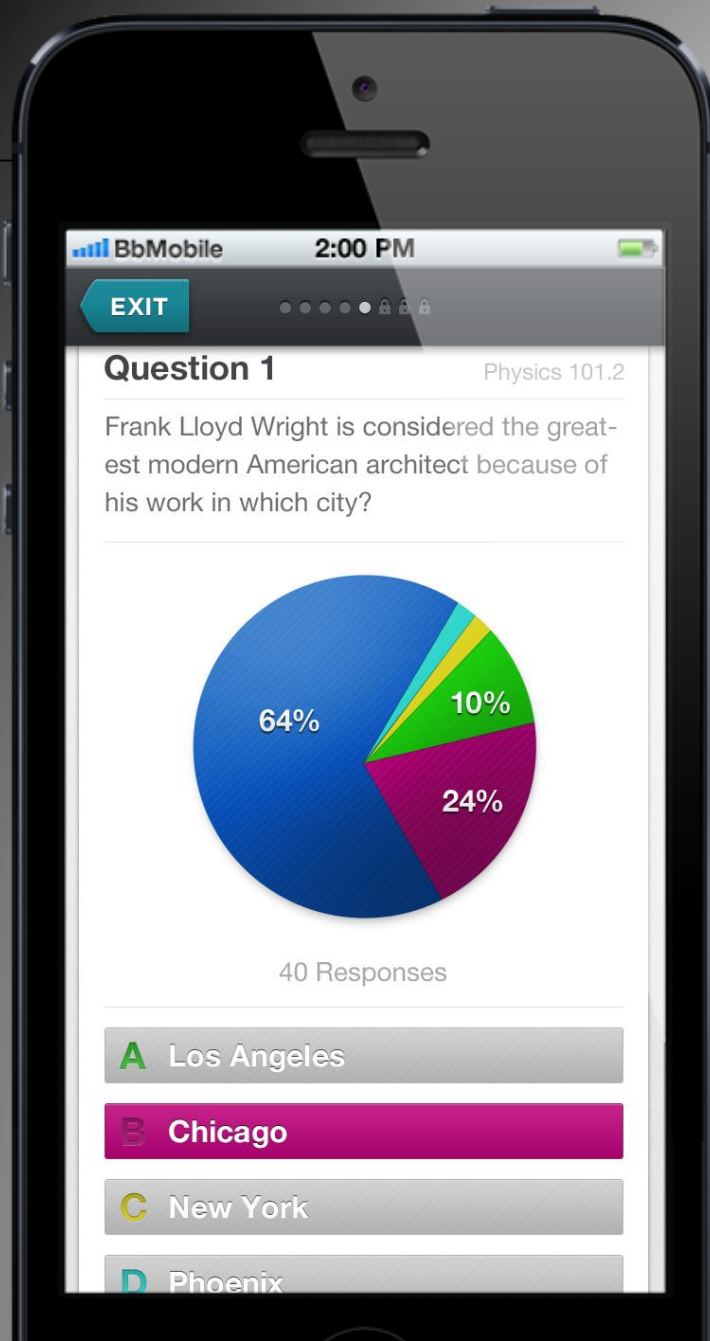 BbMobile 2:00 PM
EXIT
Question 1 Physics 101.2
Frank Lloyd Wright is considered the great-
est modern American architect because of
his work in which city?
64%
10%
24%
40 Responses
A Los Angeles
B Chicago
C New York
D Phoenix